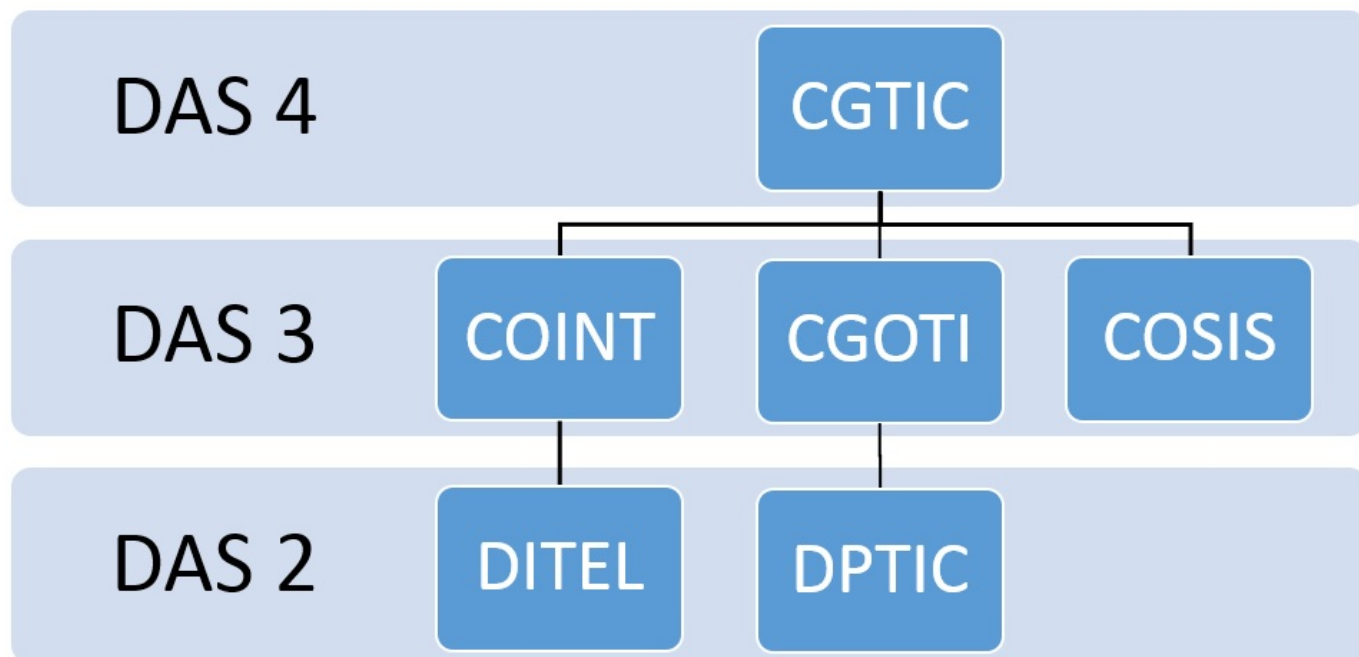 DAS 4
CGTIC
DAS 3
COINT
CGOTI
COSIS
DAS 2
DITEL
DPTIC